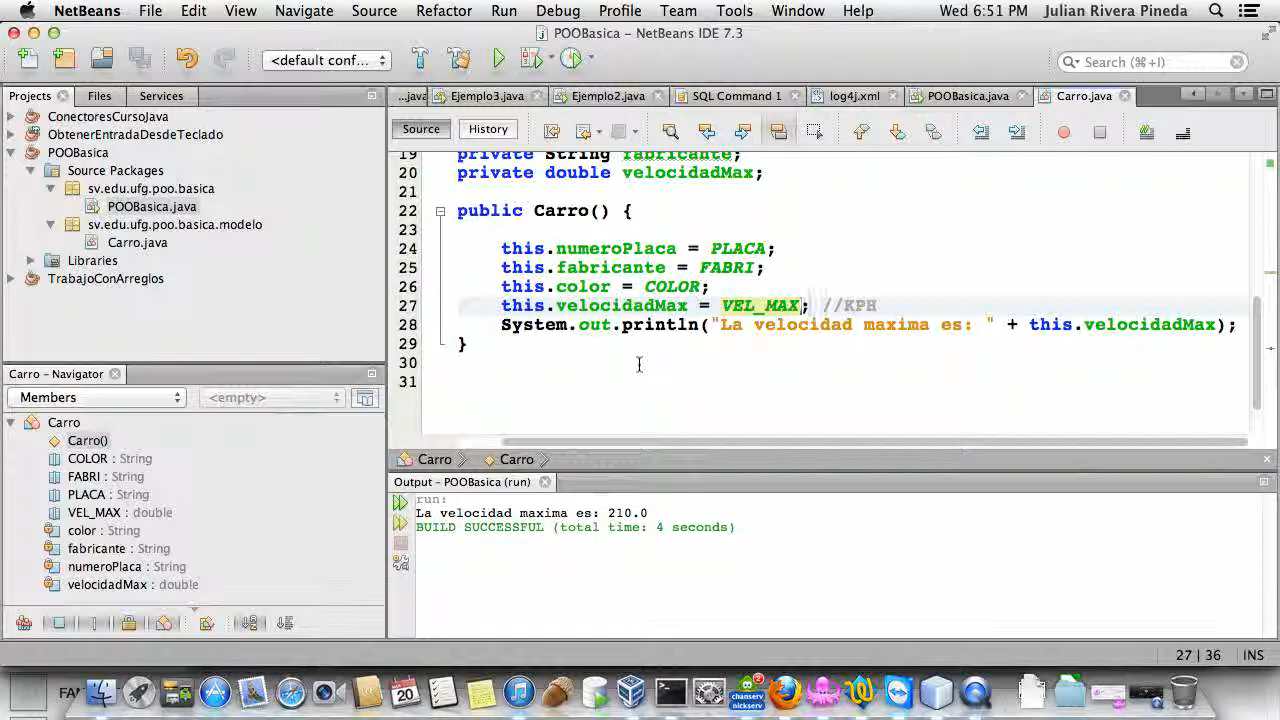 NetBeans File Edit View Navigate Source Refactor Run Debug Profile Team Tools Window Help Wed 6:51 PM Julian Rivera Pineda
POOBasica – NetBeans IDE 7.3
<default conf... Search (⌘+I)
Projects Files Services
...java Ejemplo3.java Ejemplo2.java SQL Command 1 log4j.xml POOBasica.java Carro.java
Source History
ConectoresCursoJava
ObtenerEntradaDesdeTeclado
POOBasica
Source Packages
sv.edu.ufg.poo.basica
POOBasica.java
sv.edu.ufg.poo.basica.modelo
Carro.java
Libraries
TrabajoConArreglos
19 private String fabricante;
20 private double velocidadMax;
21
22 public Carro() {
23
24 this.numeroPlaca = PLACA;
25 this.fabricante = FABRI;
26 this.color = COLOR;
27 this.velocidadMax = VEL_MAX; //KPH
28 System.out.println("La velocidad maxima es: " + this.velocidadMax);
29 }
30
31
Carro Carro
Carro – Navigator
Members <empty>
Carro
Carro()
COLOR : String
FABRI : String
PLACA : String
VEL_MAX : double
color : String
fabricante : String
numeroPlaca : String
velocidadMax : double
Output – POOBasica (run)
run:
La velocidad maxima es: 210.0
BUILD SUCCESSFUL (total time: 4 seconds)
27 | 36 INS
FAM
20
2
chanserv
nickserv